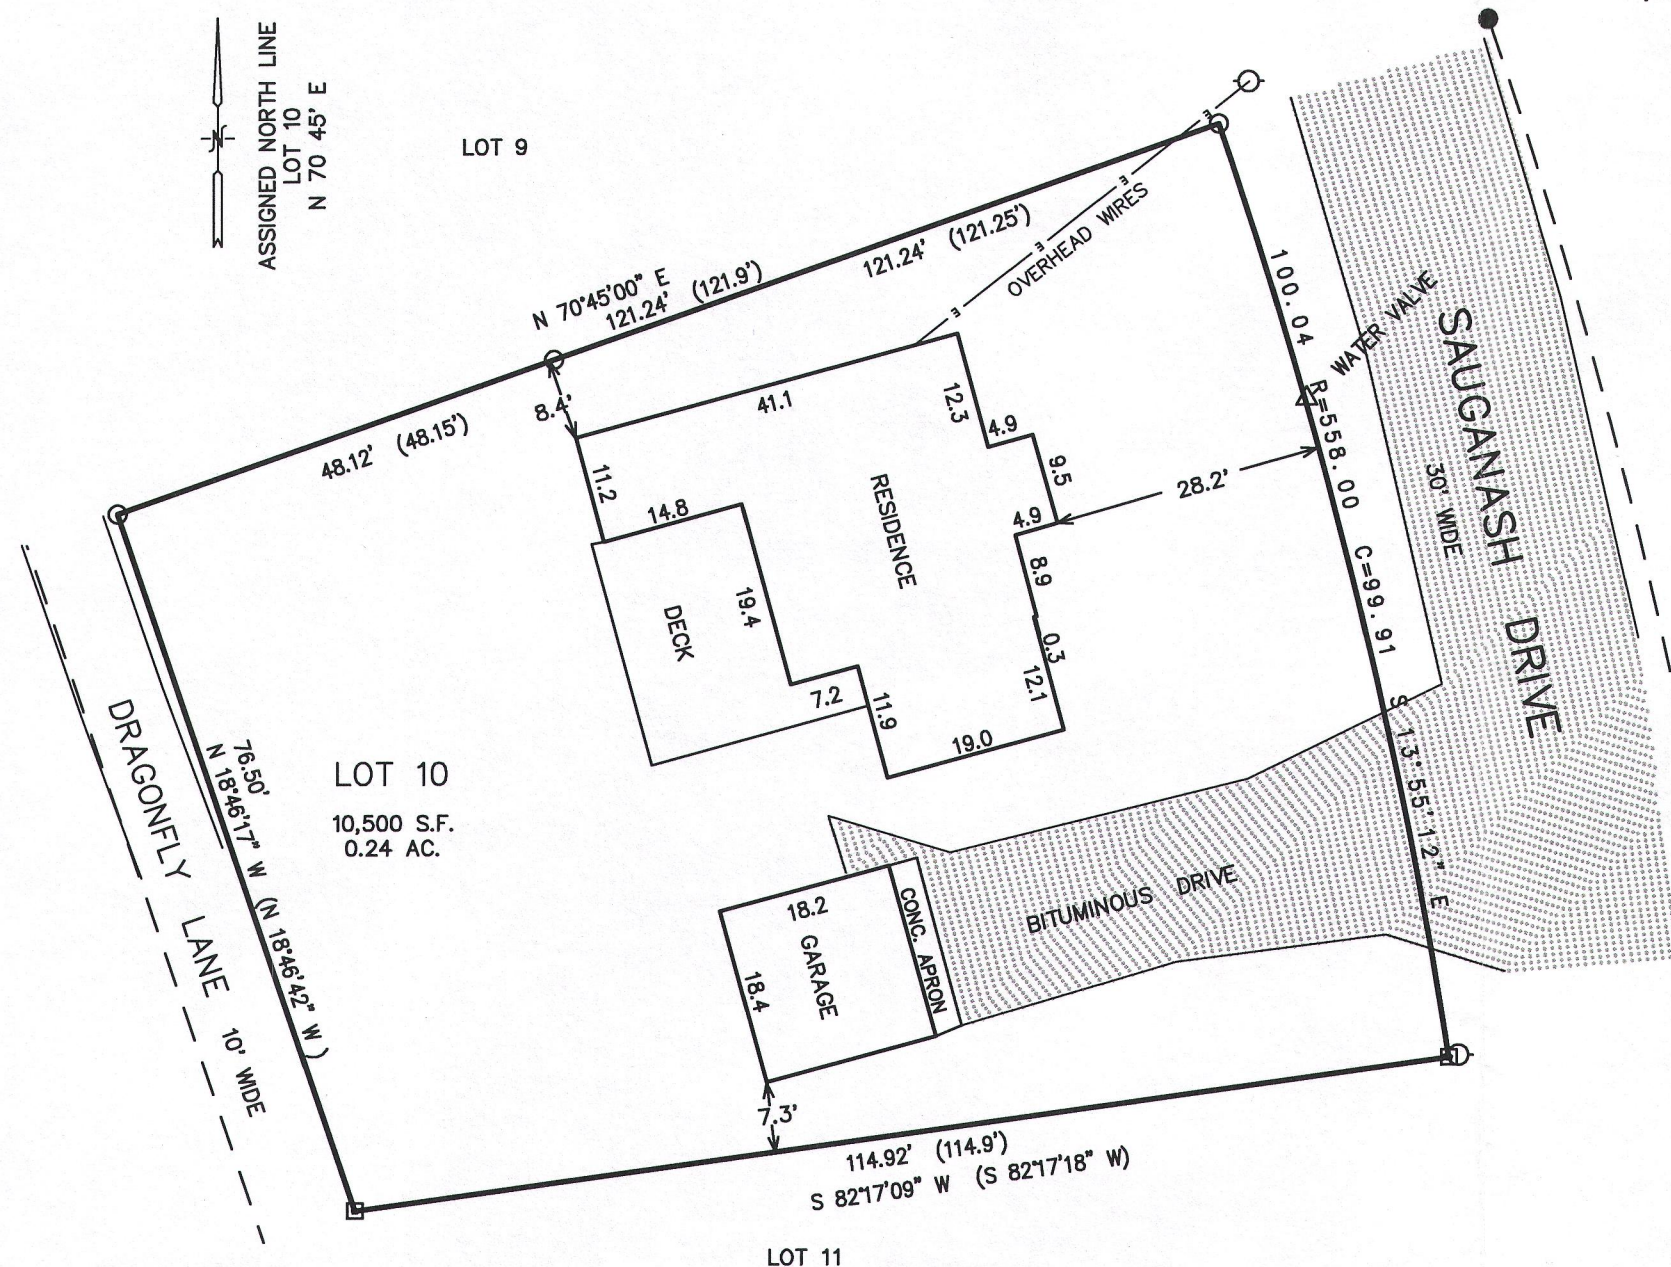 ASSIGNED NORTH LINE
LOT 10
N 70 45' E
N
LOT 9
N 70°45'00" E
121.24' (121.9')
121.24' (121.25')
48.12' (48.15')
E
E
E
E
OVERHEAD WIRES
8.4'
41.1
12.3
4.9
9.5
28.2'
4.9
8.9
0.3
12.1
19.0
11.9
7.2
19.4
14.8
11.2
RESIDENCE
DECK
100.04
R=558.00
C=99.91
S 13°55'12" E
WATER VALVE
SAUGANASH DRIVE
30' WIDE
DRAGONFLY LANE
10' WIDE
76.50'
N 18°46'17" W (N 18°46'42" W)
LOT 10
10,500 S.F.
0.24 AC.
18.2
GARAGE
18.4
CONC. APRON
BITUMINOUS DRIVE
7.3'
114.92' (114.9')
S 82°17'09" W (S 82°17'18" W)
LOT 11